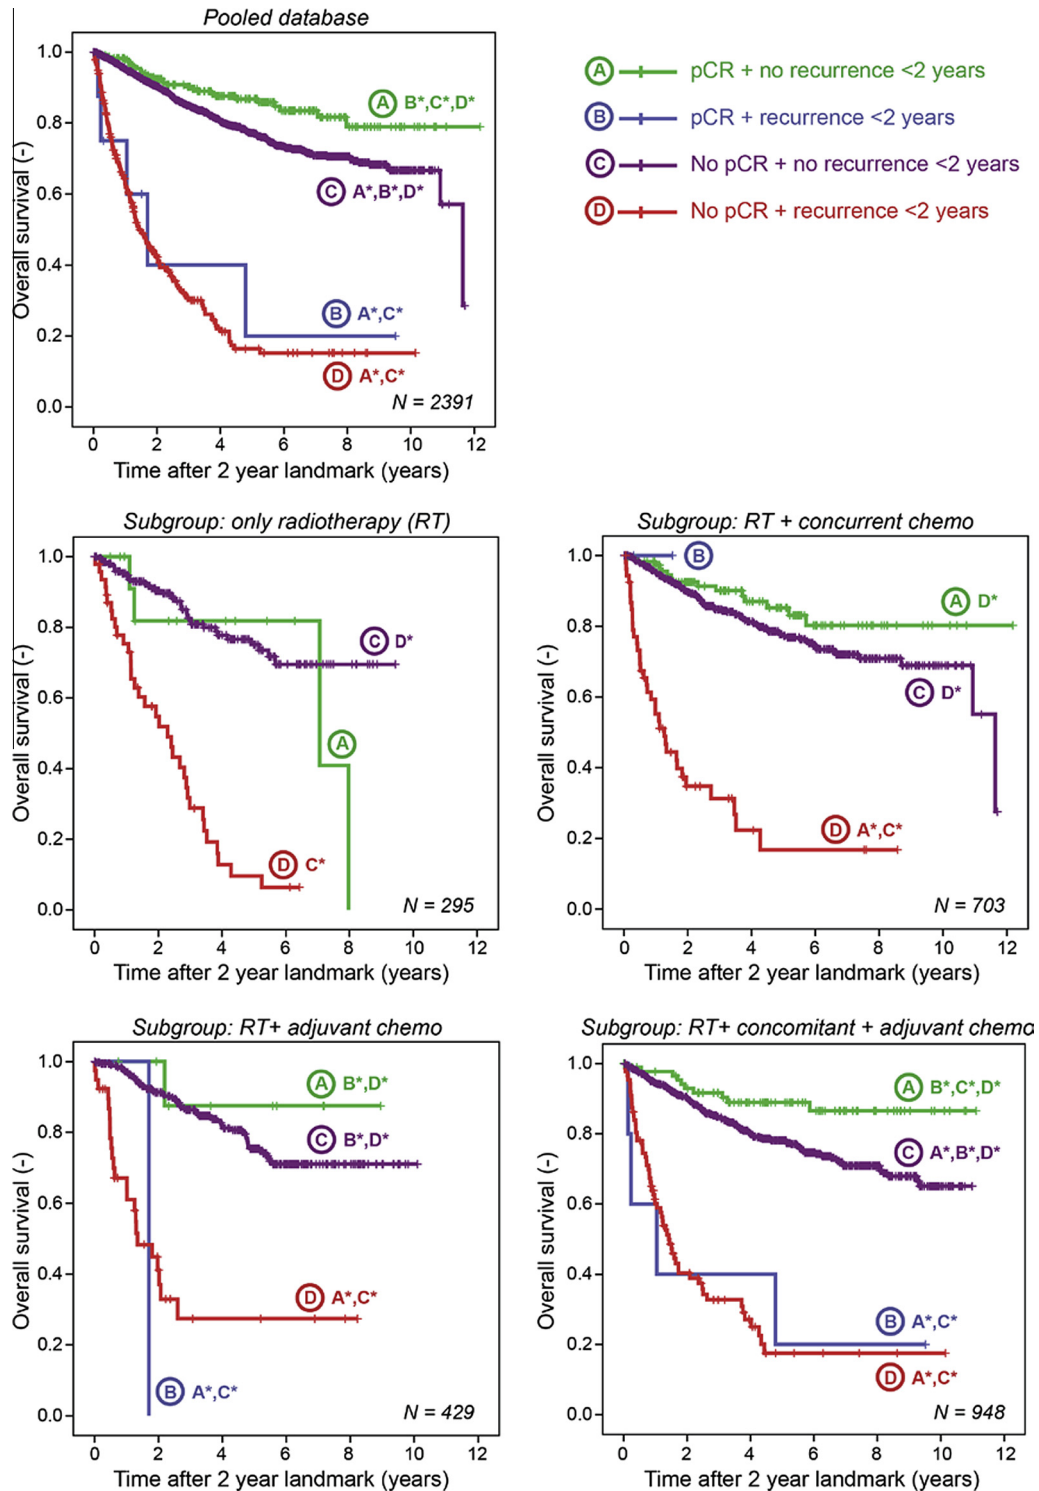 Pooled database
A pCR + no recurrence <2 years
B pCR + recurrence <2 years
C No pCR + no recurrence <2 years
D No pCR + recurrence <2 years
Overall survival (-)
1.0
0.8
0.6
0.4
0.2
0.0
A B*,C*,D*
C A*,B*,D*
B A*,C*
D A*,C*
N = 2391
0 2 4 6 8 10 12
Time after 2 year landmark (years)
Subgroup: only radiotherapy (RT)
Overall survival (-)
1.0
0.8
0.6
0.4
0.2
0.0
C D*
A
D C*
N = 295
0 2 4 6 8 10 12
Time after 2 year landmark (years)
Subgroup: RT + concurrent chemo
Overall survival (-)
1.0
0.8
0.6
0.4
0.2
0.0
B
A D*
C D*
D A*,C*
N = 703
0 2 4 6 8 10 12
Time after 2 year landmark (years)
Subgroup: RT+ adjuvant chemo
Overall survival (-)
1.0
0.8
0.6
0.4
0.2
0.0
A B*,D*
C B*,D*
D A*,C*
B A*,C*
N = 429
0 2 4 6 8 10 12
Time after 2 year landmark (years)
Subgroup: RT+ concomitant + adjuvant chemo
Overall survival (-)
1.0
0.8
0.6
0.4
0.2
0.0
A B*,C*,D*
C A*,B*,D*
B A*,C*
D A*,C*
N = 948
0 2 4 6 8 10 12
Time after 2 year landmark (years)